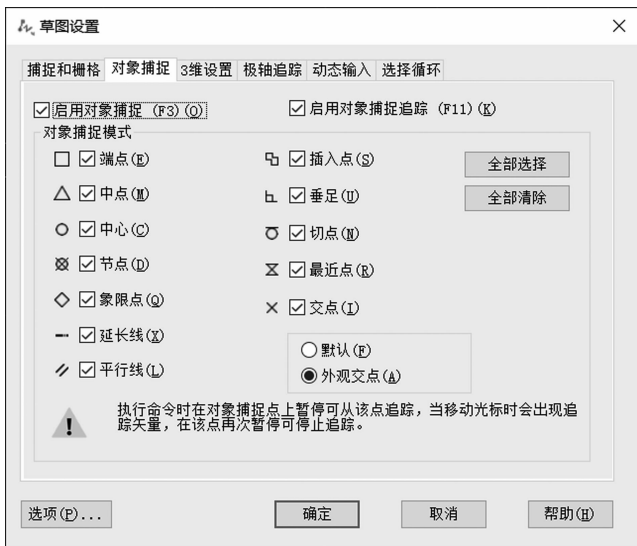 草图设置
捕捉和栅格 对象捕捉 3维设置 极轴追踪 动态输入 选择循环
启用对象捕捉 (F3)(O) 启用对象捕捉追踪 (F11)(K)
对象捕捉模式
端点(E) 插入点(S) 全部选择
中点(M) 垂足(U) 全部清除
中心(C) 切点(N)
节点(D) 最近点(R)
象限点(Q) 交点(I)
延长线(X) 默认(F)
平行线(L) 外观交点(A)
执行命令时在对象捕捉点上暂停可从该点追踪，当移动光标时会出现追
踪矢量，在该点再次暂停可停止追踪。
选项(P)... 确定 取消 帮助(H)